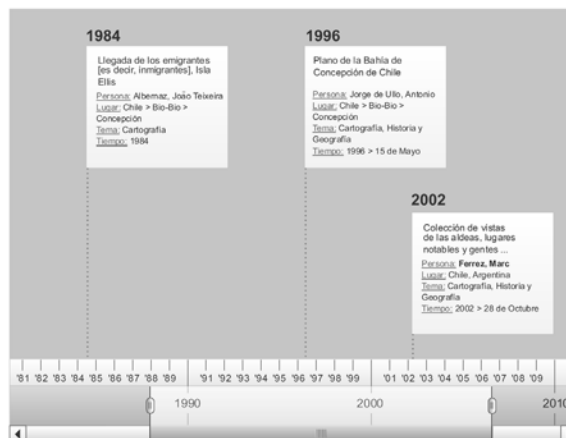 1984
Llegada de los emigrantes
[es decir, inmigrantes], Isla
Ellis
Persona: Albernaz, João Teixeira
Lugar: Chile > Bio-Bio >
Concepción
Tema: Cartografía
Tiempo: 1984
1996
Plano de la Bahía de
Concepción de Chile
Persona: Jorge de Ullo, Antonio
Lugar: Chile > Bio-Bio >
Concepción
Tema: Cartografía, Historia y
Geografía
Tiempo: 1996 > 15 de Mayo
2002
Colección de vistas
de las aldeas, lugares
notables y gentes ...
Persona: Ferrez, Marc
Lugar: Chile, Argentina
Tema: Cartografía, Historia y
Geografía
Tiempo: 2002 > 28 de Octubre
'81 '82 '83 '84 '85 '86 '87 '88 '89 '91 '92 '93 '94 '95 '96 '97 '98 '99 '01 '02 '03 '04 '05 '06 '07 '08 '09
1990 2000 2010